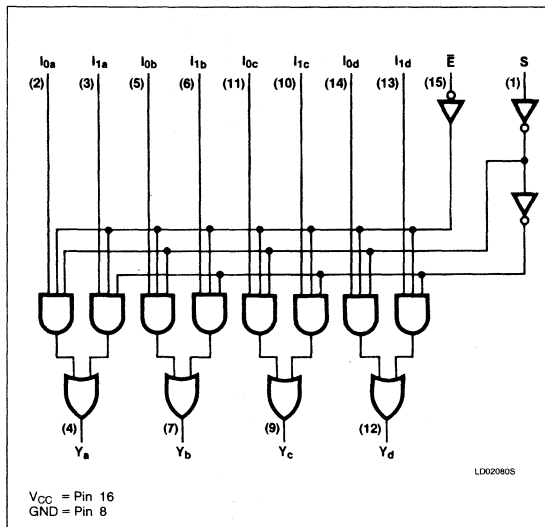 I0a I1a I0b I1b I0c I1c I0d I1d E̅ S
(2) (3) (5) (6) (11) (10) (14) (13) (15) (1)
(4) (7) (9) (12)
Ya Yb Yc Yd
LD02080S
VCC = Pin 16
GND = Pin 8